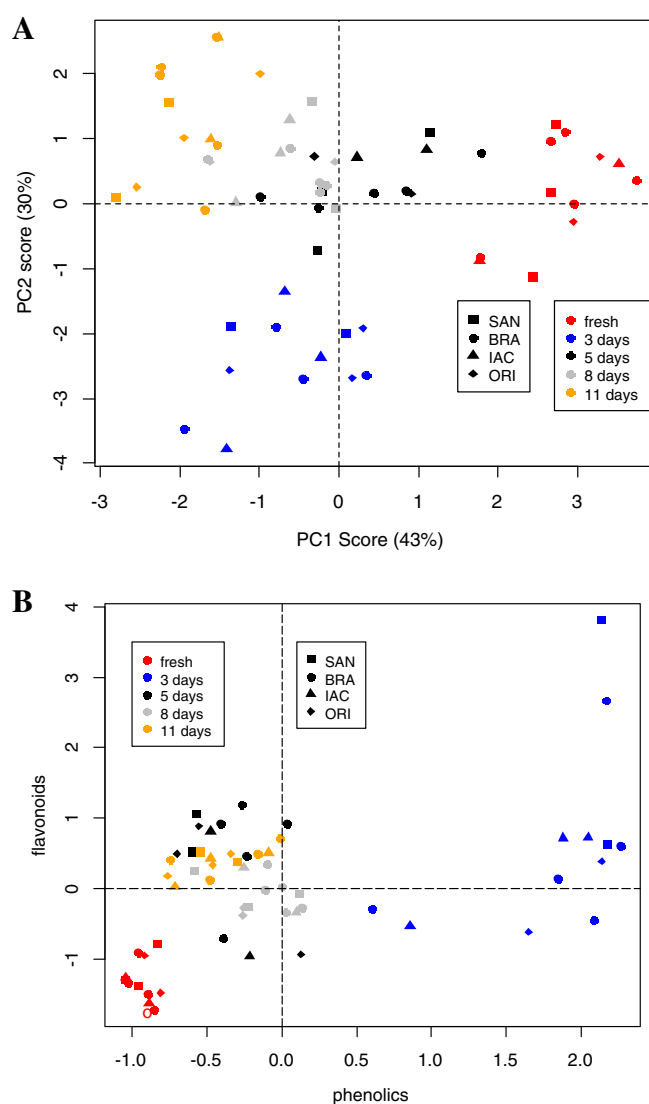 A
PC2 score (30%)
2
1
0
-1
-2
-3
-4
SAN
BRA
IAC
ORI
fresh
3 days
5 days
8 days
11 days
-3
-2
-1
0
1
2
3
PC1 Score (43%)
B
flavonoids
4
3
2
1
0
-1
fresh
3 days
5 days
8 days
11 days
SAN
BRA
IAC
ORI
O
-1.0
-0.5
0.0
0.5
1.0
1.5
2.0
phenolics